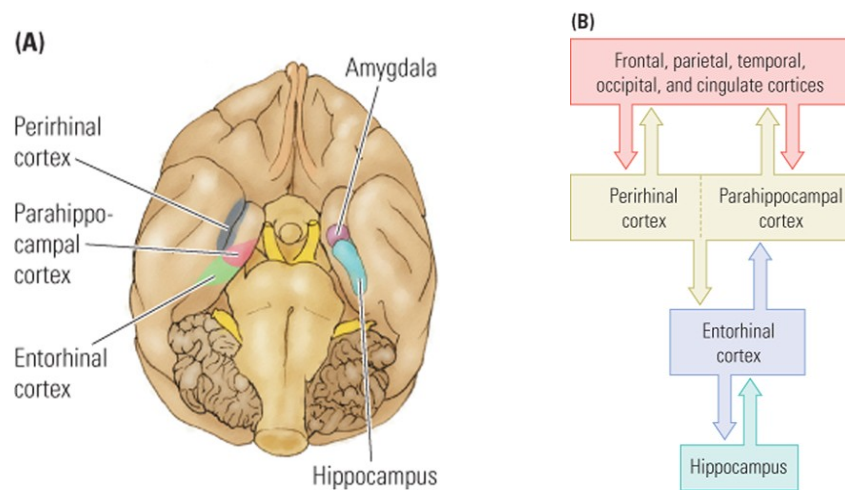 (A)
Amygdala
Perirhinal
cortex
Parahippo-
campal
cortex
Entorhinal
cortex
Hippocampus
(B)
Frontal, parietal, temporal,
occipital, and cingulate cortices
Perirhinal
cortex
Parahippocampal
cortex
Entorhinal
cortex
Hippocampus